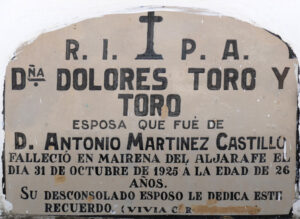 R. I. P. A.
DÑA DOLORES TORO Y
TORO
ESPOSA QUE FUÉ DE
D. ANTONIO MARTINEZ CASTILLO
FALLECIÓ EN MAIRENA DEL ALJARAFE EL
DIA 31 DE OCTUBRE DE 1925 A LA EDAD DE 26
AÑOS.
SU DESCONSOLADO ESPOSO LE DEDICA ESTE
RECUERDO. (VIVIA